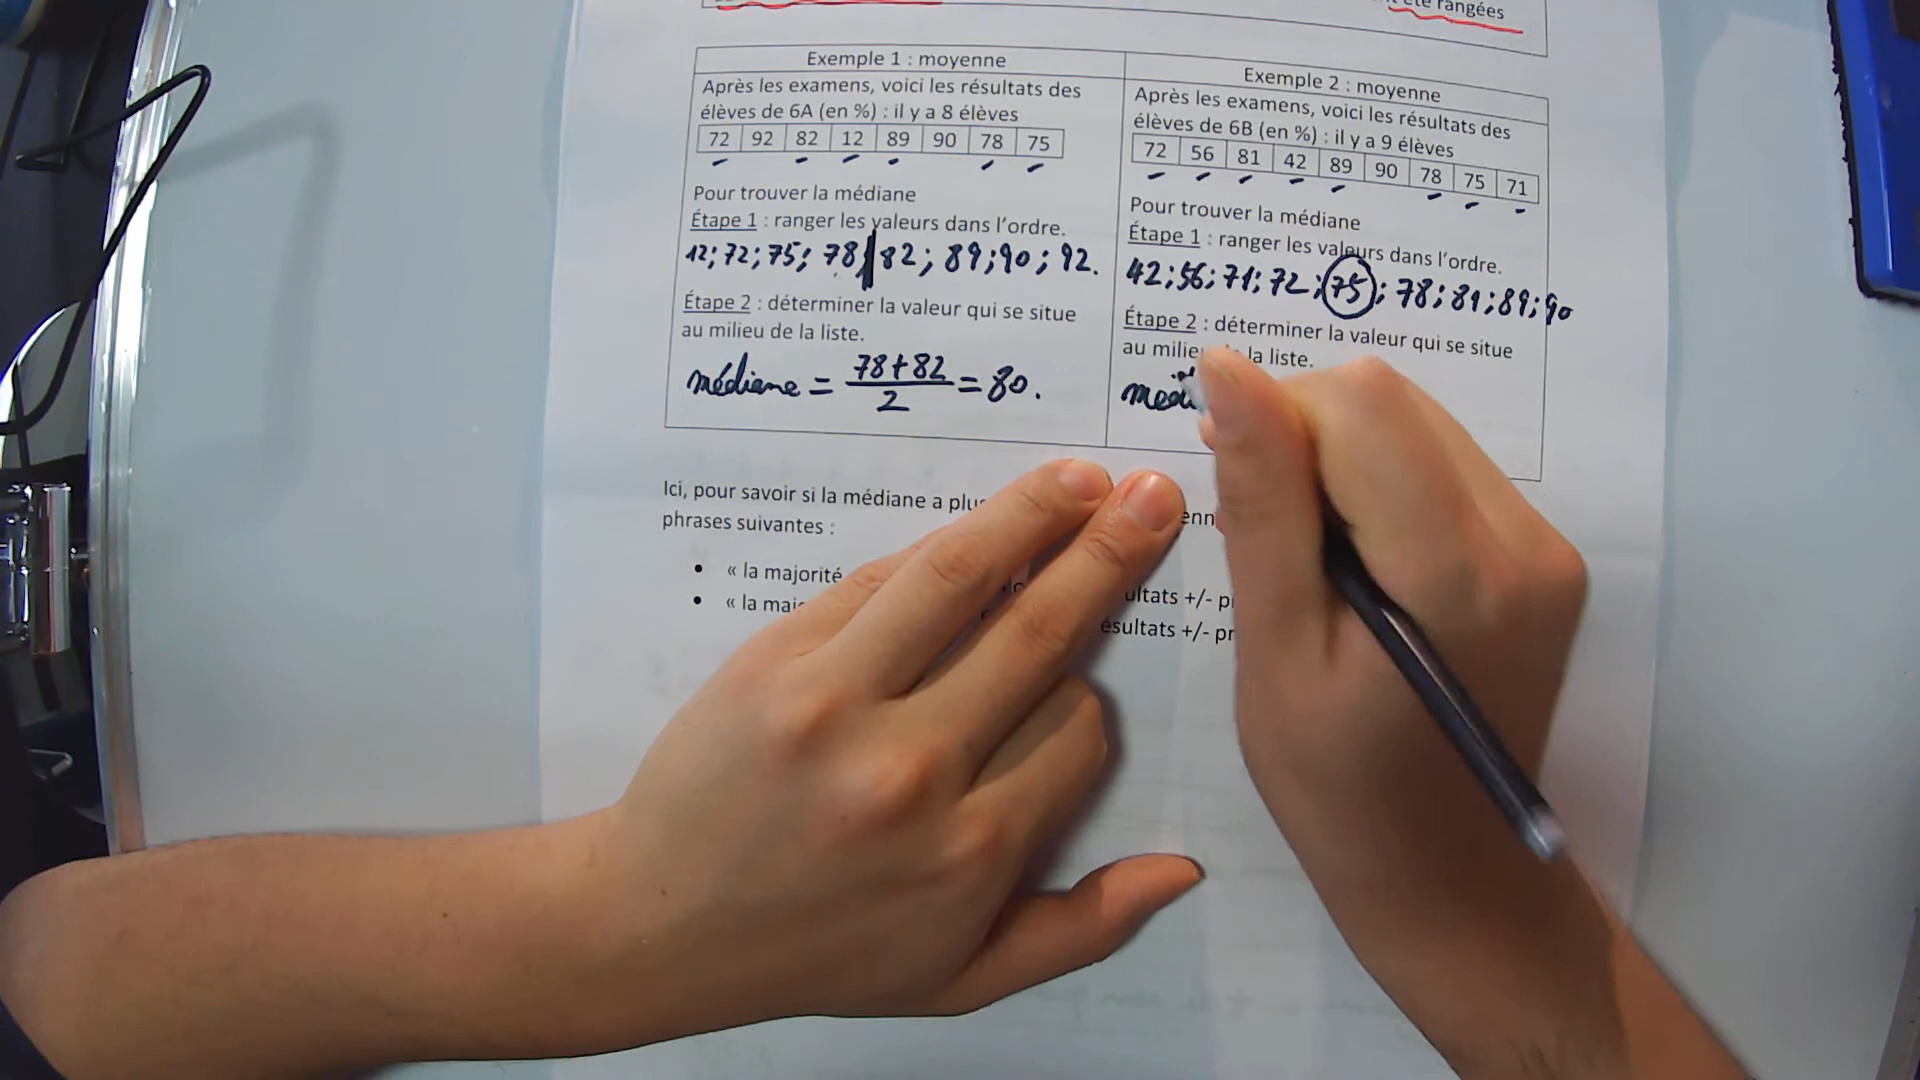 été rangées
Exemple 1 : moyenne
Après les examens, voici les résultats des
élèves de 6A (en %) : il y a 8 élèves
72 92 82 12 89 90 78 75
Pour trouver la médiane
Étape 1 : ranger les valeurs dans l'ordre.
12; 72; 75; 78; 82; 89; 90; 92.
Étape 2 : déterminer la valeur qui se situe
au milieu de la liste.
médiane = 78+82 / 2 = 80.
Exemple 2 : moyenne
Après les examens, voici les résultats des
élèves de 6B (en %) : il y a 9 élèves
72 56 81 42 89 90 78 75 71
Pour trouver la médiane
Étape 1 : ranger les valeurs dans l'ordre.
42; 56; 71; 72; 75; 78; 81; 89; 90
Étape 2 : déterminer la valeur qui se situe
au milieu la liste.
Ici, pour savoir si la médiane a
phrases suivantes :
• « la majorité +/-
• « la +/-